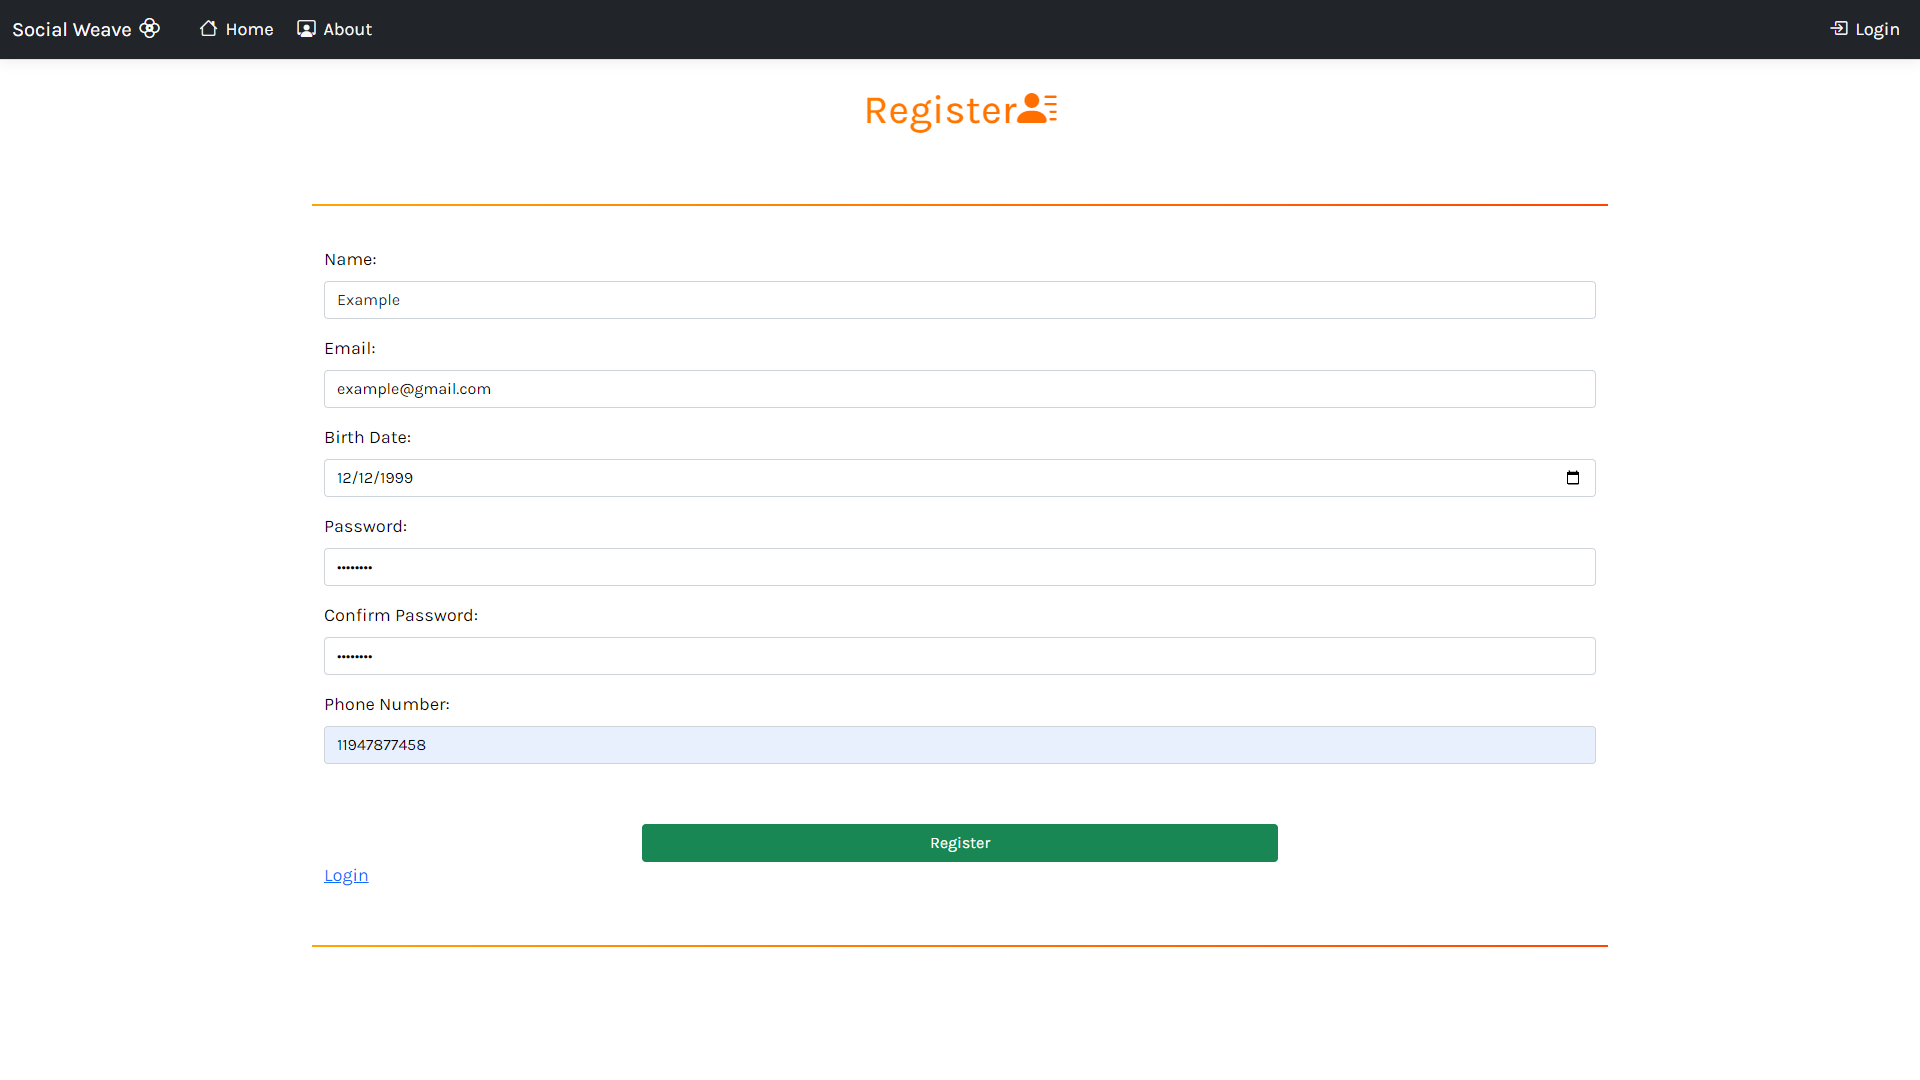 Social Weave Home About Login
Register
Name:
Example
Email:
example@gmail.com
Birth Date:
12/12/1999
Password:
••••••••
Confirm Password:
••••••••
Phone Number:
11947877458
Register
Login